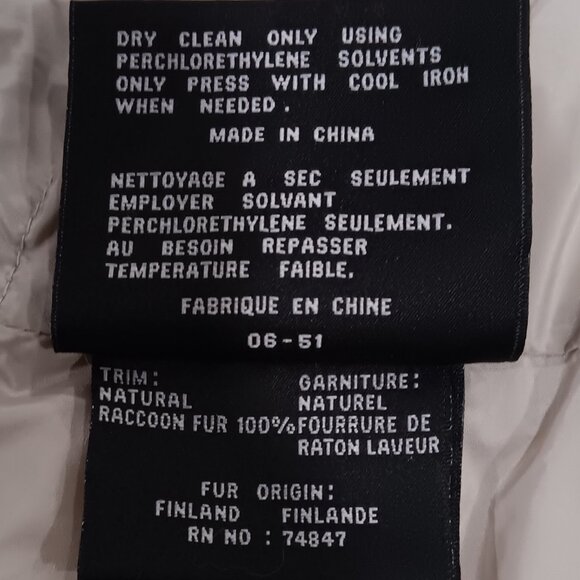 DRY CLEAN ONLY USING
PERCHLORETHYLENE SOLVENTS
ONLY PRESS WITH COOL IROH
WHEN NEEDED.
MADE IN CHINA
NETTOYAGE A SEC SEULEMENT
EMPLOYER SOLVANT
PERCHLORETHYLENE SEULEMENT.
AU BESOIN REPASSER
TEMPERATURE FAIBLE.
FABRIQUE EN CHINE
06-51
TRIM:
NATURAL
RACCOON FUR 100%
GARNITURE:
NATUREL
FOURRURE DE
RATON LAVEUR
FUR ORIGIN:
FINLAND FINLANDE
RN NO : 74847